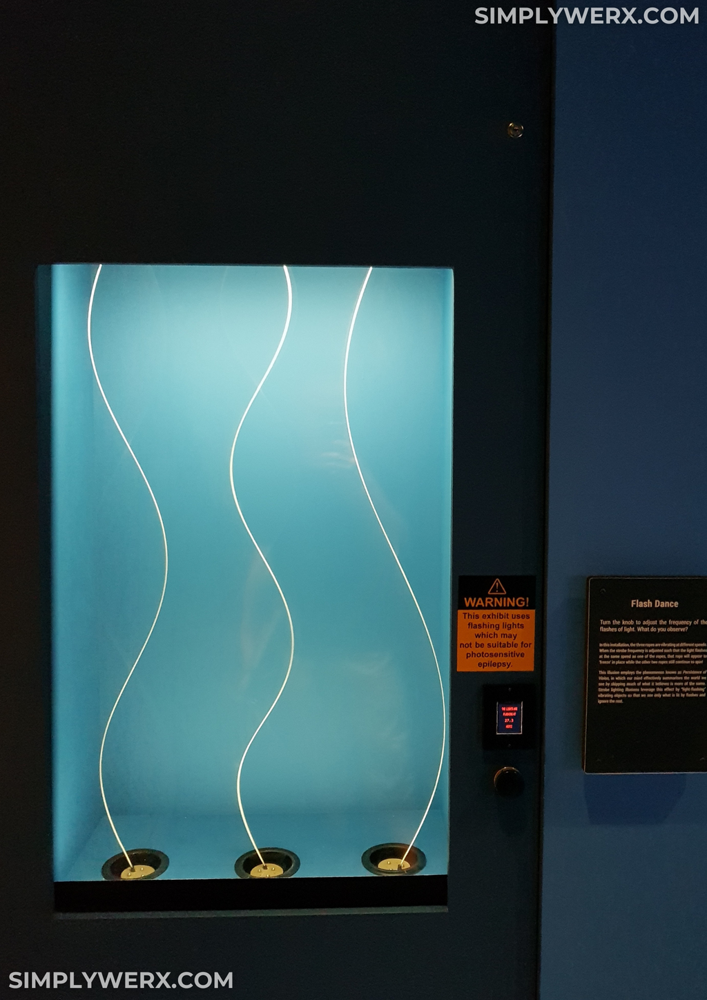 SIMPLYWERX.COM
WARNING!
This exhibit uses
flashing lights
which may
not be suitable for
photosensitive
epilepsy.
THE LIGHTS ARE
FLASHING AT
27.3
HERTZ
Flash Dance
Turn the knob to adjust the frequency of the
flashes of light. What do you observe?
In this installation, the three ropes are vibrating at different speeds.
When the strobe frequency is adjusted such that the light flashes
at the same speed as one of the ropes, that rope will appear to
'freeze' in place while the other two ropes still continue to spin!
This illusion employs the phenomenon known as Persistence of
Vision, in which our mind effectively summarises the world we
see by skipping much of what it believes is more of the same.
Strobe lighting illusions leverage this effect by "light-flashing"
vibrating objects so that we see only what is lit by flashes and
ignore the rest.
SIMPLYWERX.COM